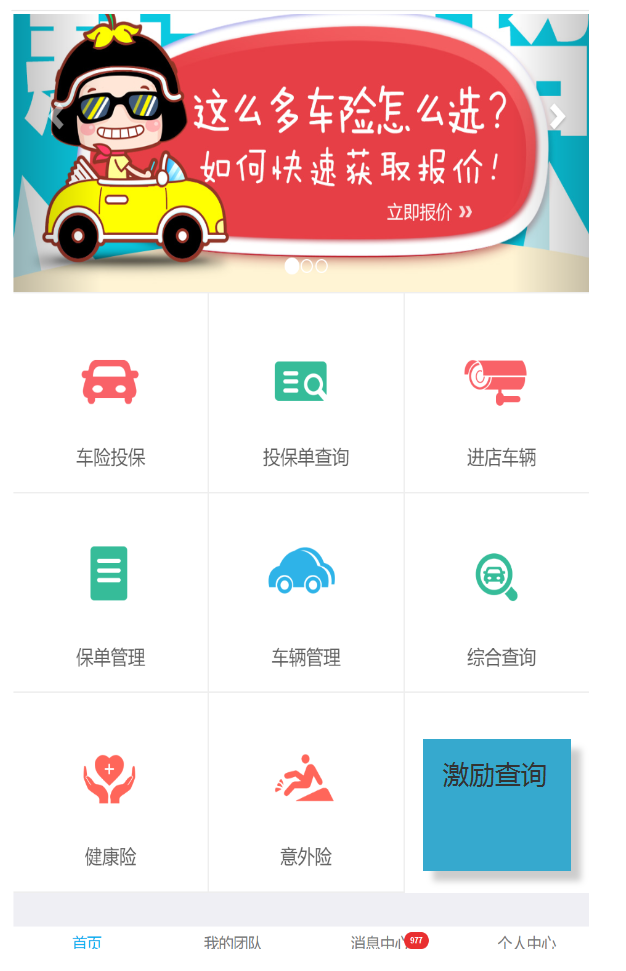 这么多车险怎么选？
如何快速获取报价！
立即报价 »
车险投保 投保单查询 进店车辆
保单管理 车辆管理 综合查询
健康险 意外险 激励查询
首页 我的团队 消息中心 977 个人中心